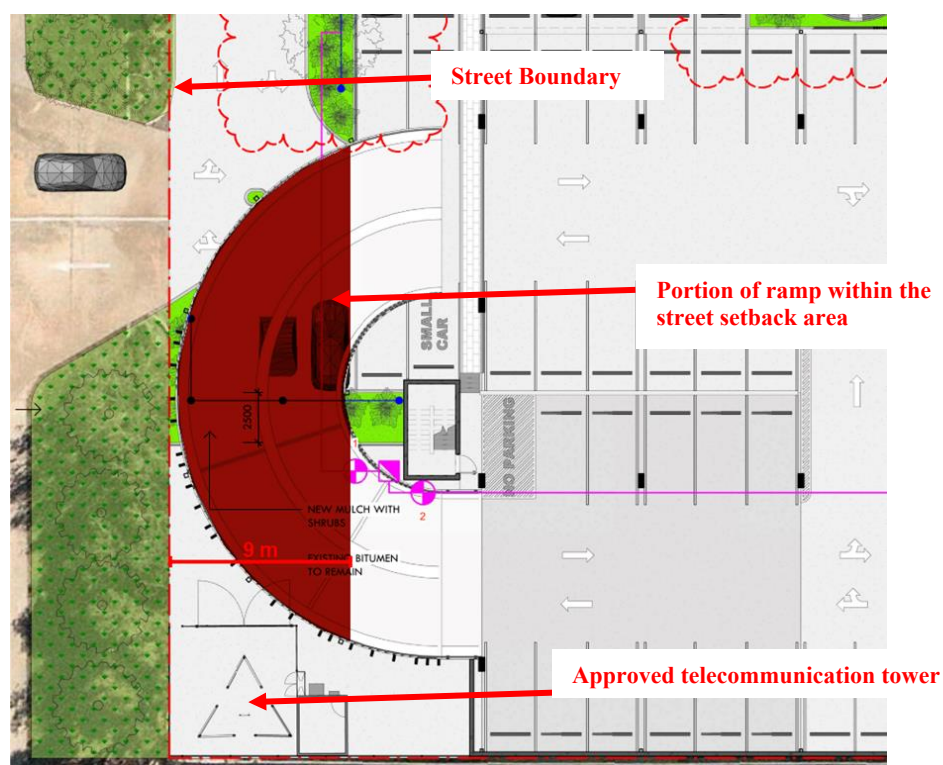 Street Boundary
Portion of ramp within the
street setback area
SMALL
CAR
2500
NO PARKING
1
2
NEW MULCH WITH
SHRUBS
9 m
EXISTING BITUMEN
TO REMAIN
Approved telecommunication tower